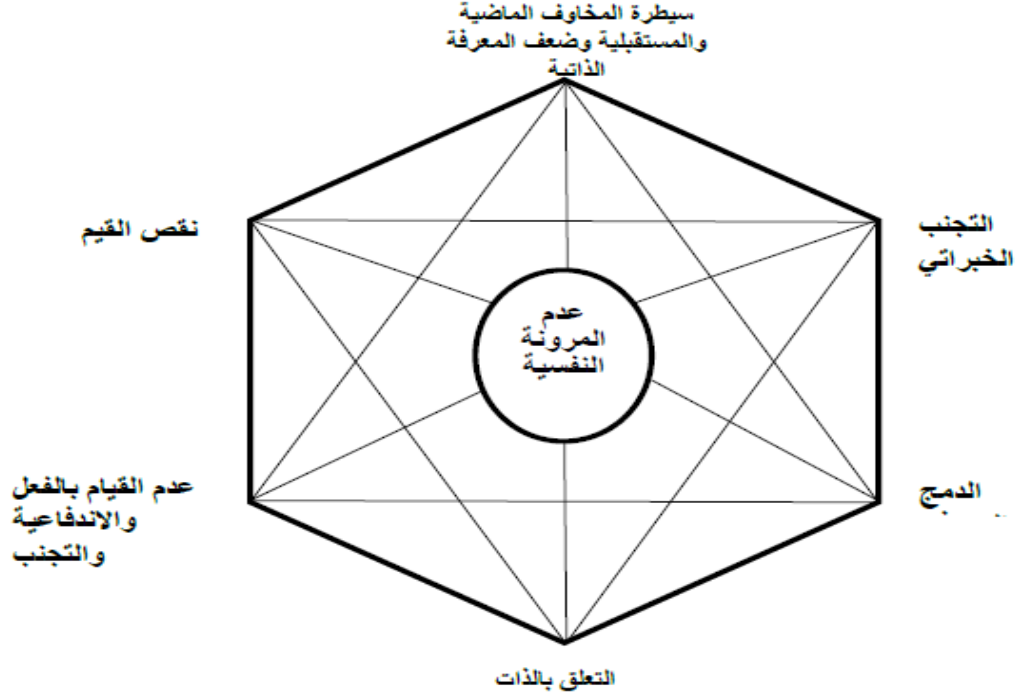 سيطرة المخاوف الماضية
والمستقبلية وضعف المعرفة
الذاتية
التجنب
الخبراتي
نقص القيم
عدم
المرونة
النفسية
الدمج
عدم القيام بالفعل
والاندفاعية
والتجنب
التعلق بالذات